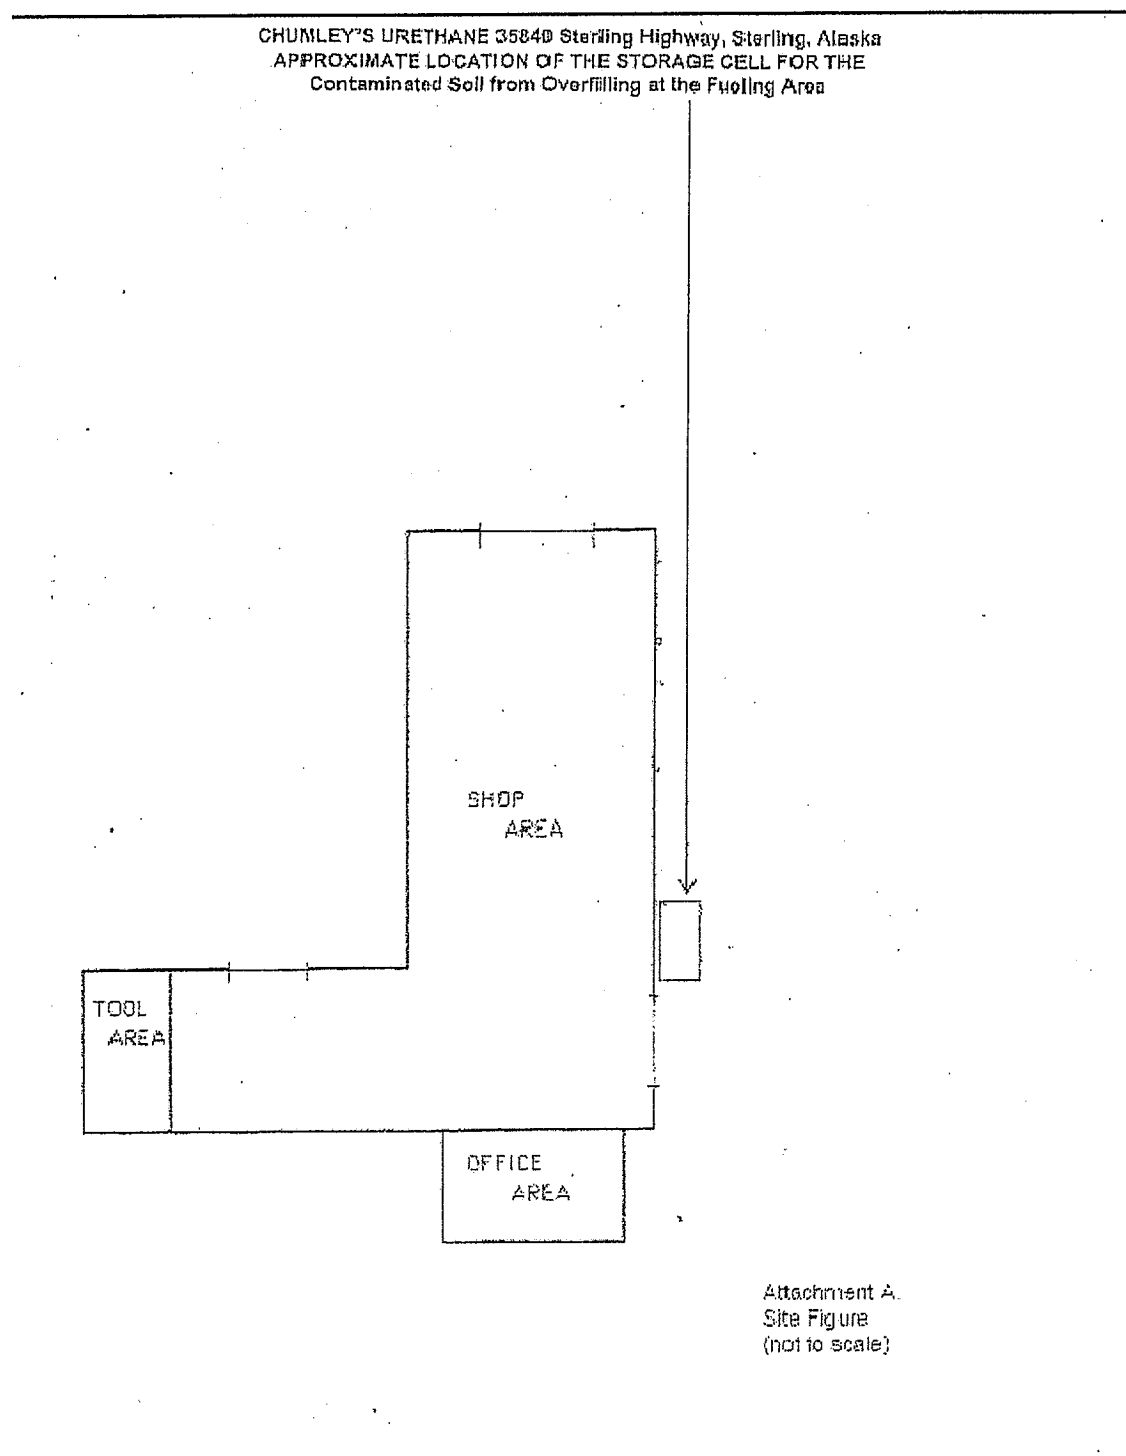 CHUMLEY'S URETHANE 35840 Sterling Highway, Sterling, Alaska
APPROXIMATE LOCATION OF THE STORAGE CELL FOR THE
Contaminated Soil from Overfilling at the Fueling Area
SHOP
AREA
TOOL
AREA
OFFICE
AREA
Attachment A.
Site Figure
(not to scale)